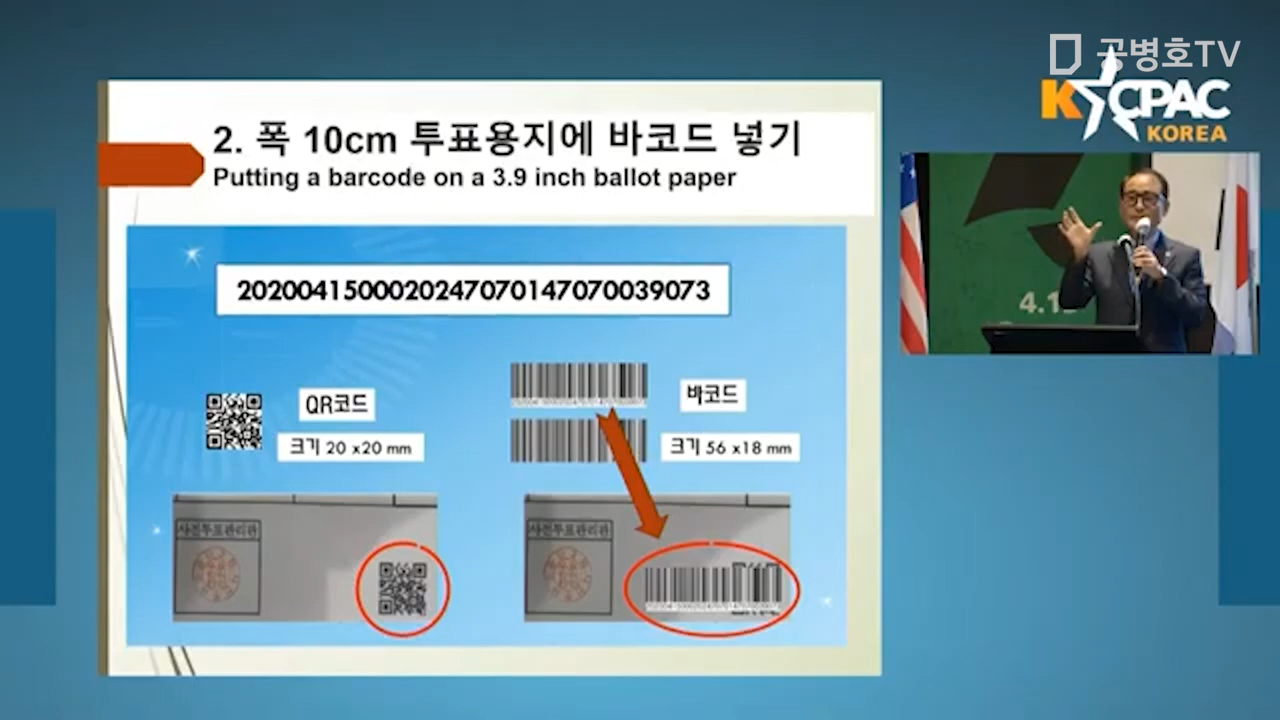 공병호TV
K CPAC
KOREA
2. 폭 10cm 투표용지에 바코드 넣기
Putting a barcode on a 3.9 inch ballot paper
2020041500020247070147070039073
QR코드
크기 20 x20 mm
바코드
크기 56 x18 mm
사전투표관리관
사전투표관리관
4.15